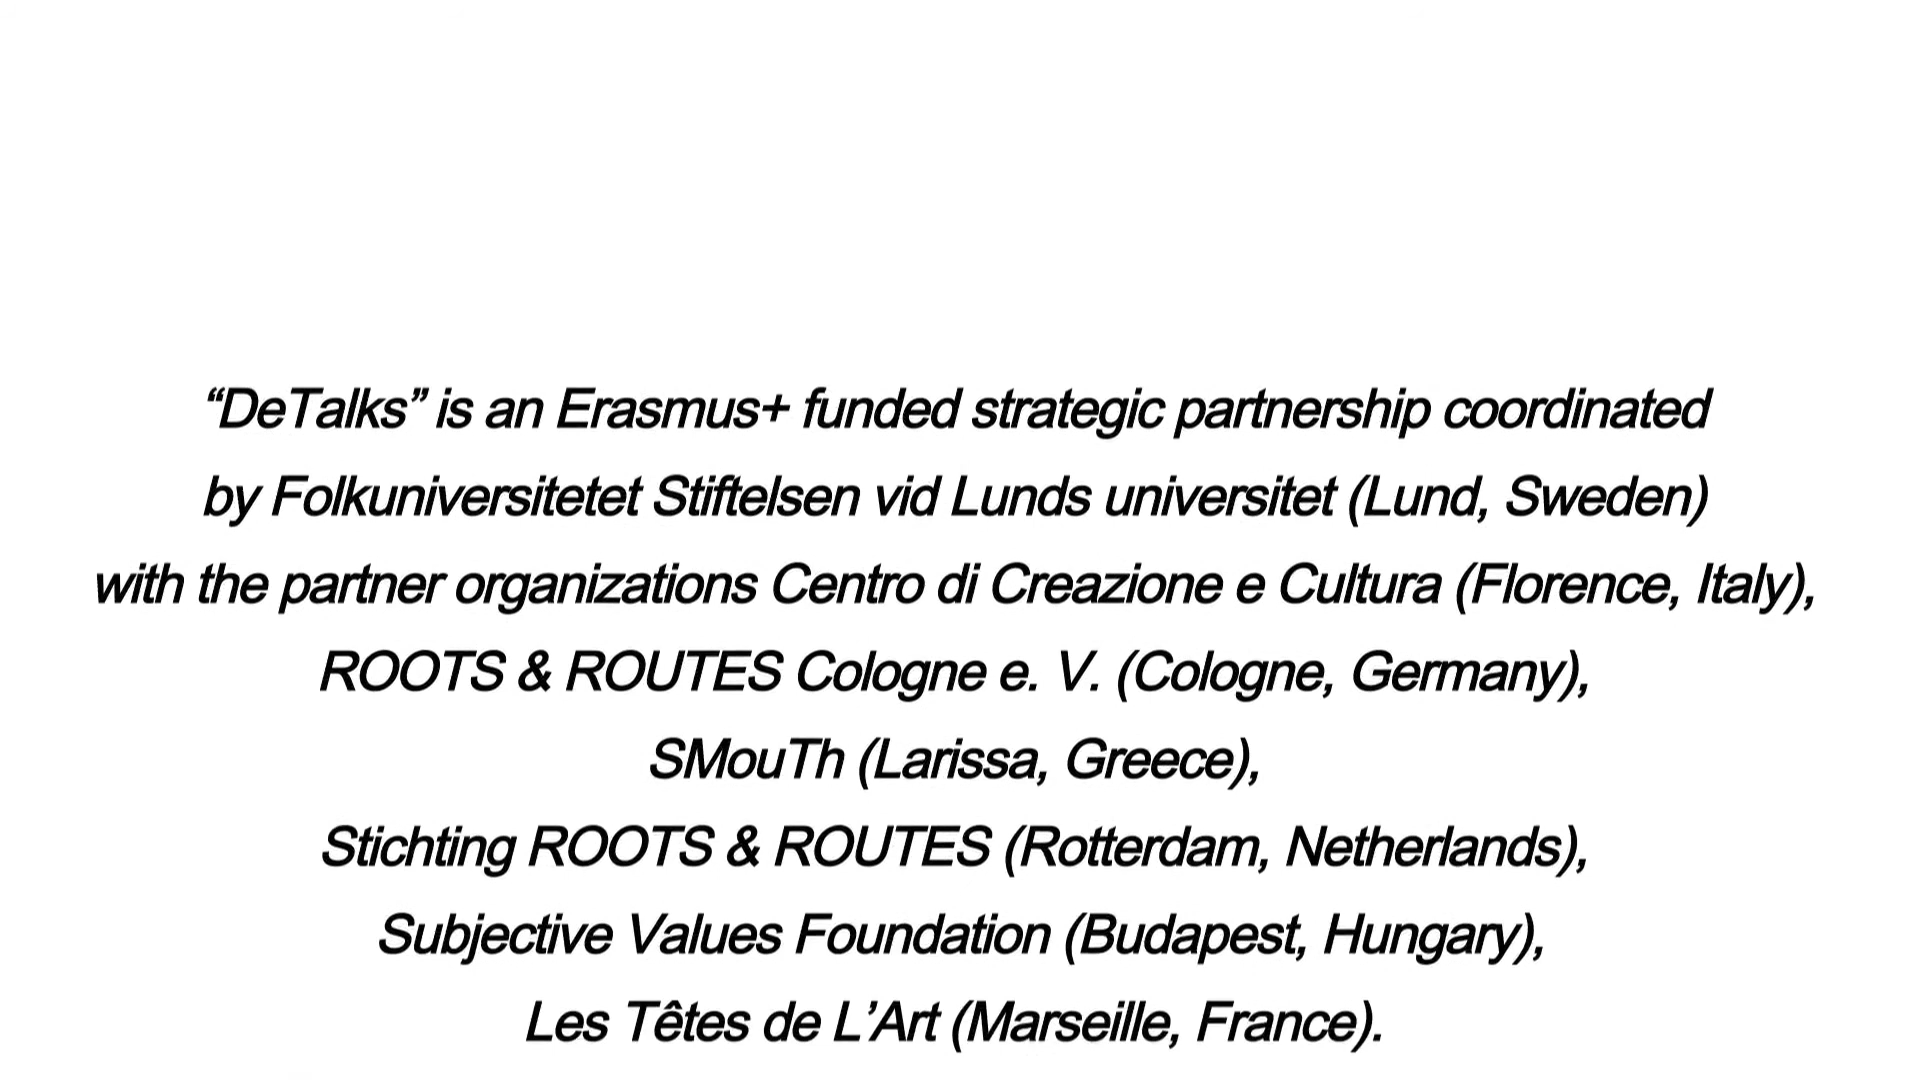 “DeTalks” is an Erasmus+ funded strategic partnership coordinated
by Folkuniversitetet Stiftelsen vid Lunds universitet (Lund, Sweden)
with the partner organizations Centro di Creazione e Cultura (Florence, Italy),
ROOTS & ROUTES Cologne e. V. (Cologne, Germany),
SMouTh (Larissa, Greece),
Stichting ROOTS & ROUTES (Rotterdam, Netherlands),
Subjective Values Foundation (Budapest, Hungary),
Les Têtes de L’Art (Marseille, France).